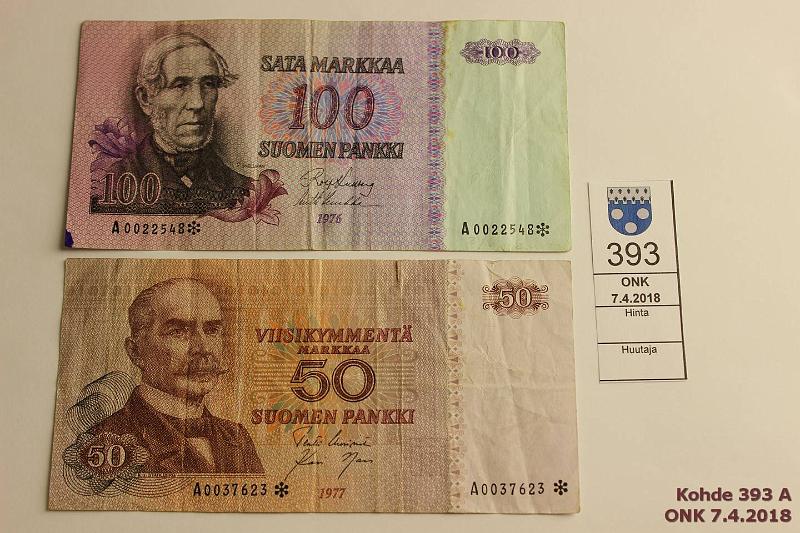 SATA MARKKAA
100
100
SUOMEN PANKKI
100
1976
A0022548*
A0022548*
VIISIKYMMENTÄ
MARKKAA
50
50
SUOMEN PANKKI
50
A0037623 *
1977
A0037623 *
393
ONK
7.4.2018
Hinta
Huutaja
Kohde 393 A
ONK 7.4.2018